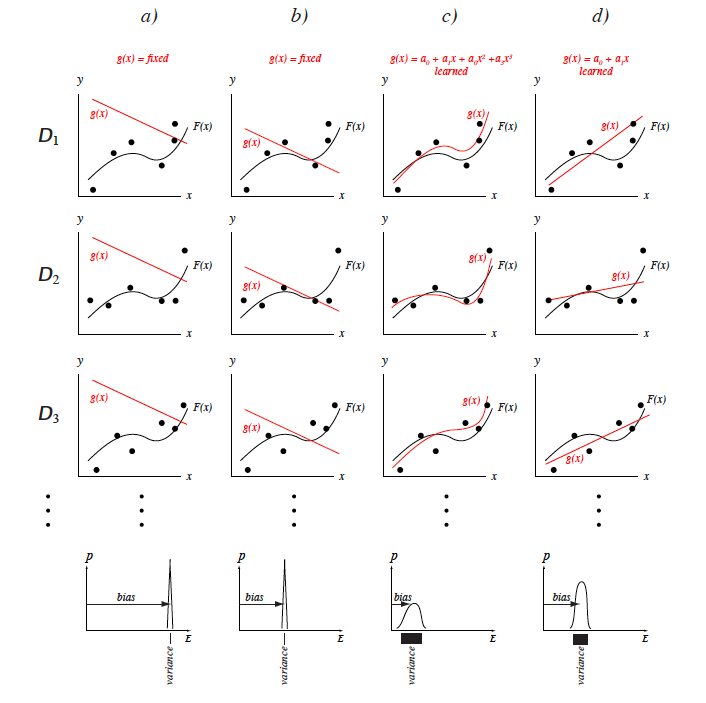 a) b) c) d)
g(x) = fixed g(x) = fixed g(x) = a0 + a1x + a0x² +a3x³ learned g(x) = a0 + a1x learned
y y y y
D1 g(x) F(x) g(x) F(x) g(x) F(x) g(x) F(x)
x x x x
y y y y
D2 g(x) F(x) g(x) F(x) g(x) F(x) g(x) F(x)
x x x x
y y y y
D3 g(x) F(x) g(x) F(x) g(x) F(x) g(x) F(x)
x x x x
p p p p
bias bias bias bias
E E E E
variance variance variance variance